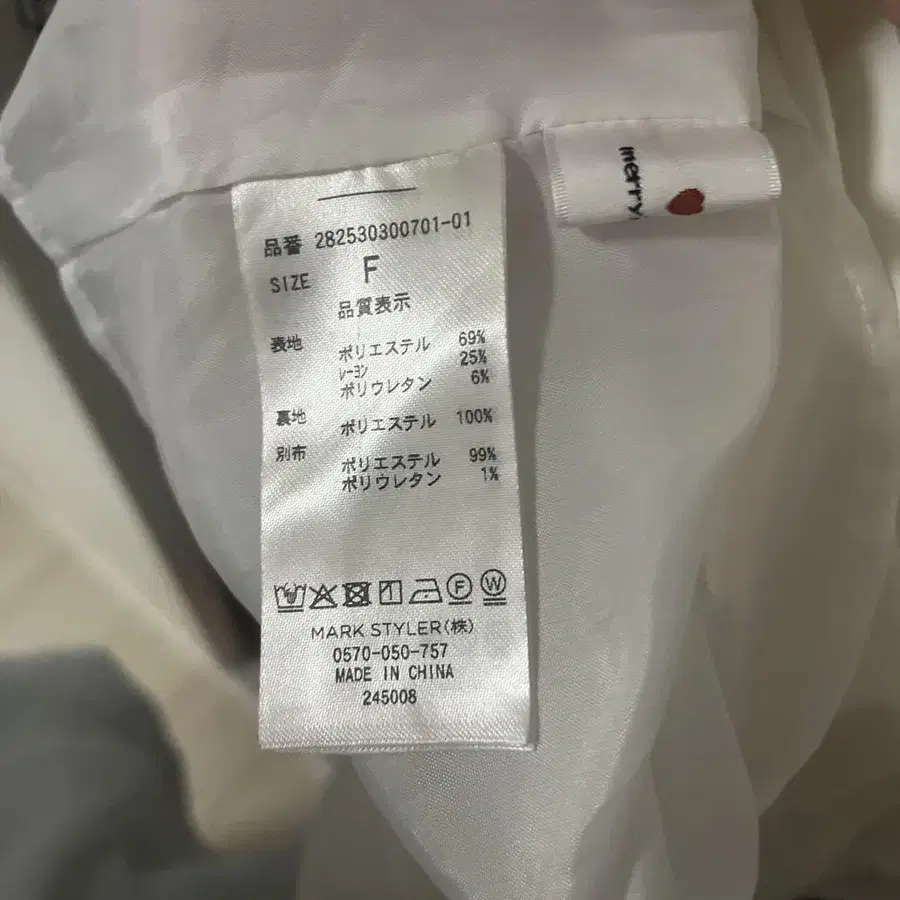 品番 282530300701-01
SIZE F
品質表示
表地 ポリエステル 69%
レーヨン 25%
ポリウレタン 6%
裏地 ポリエステル 100%
別布 ポリエステル 99%
ポリウレタン 1%
F W
MARK STYLER(株)
0570-050-757
MADE IN CHINA
245008
merry